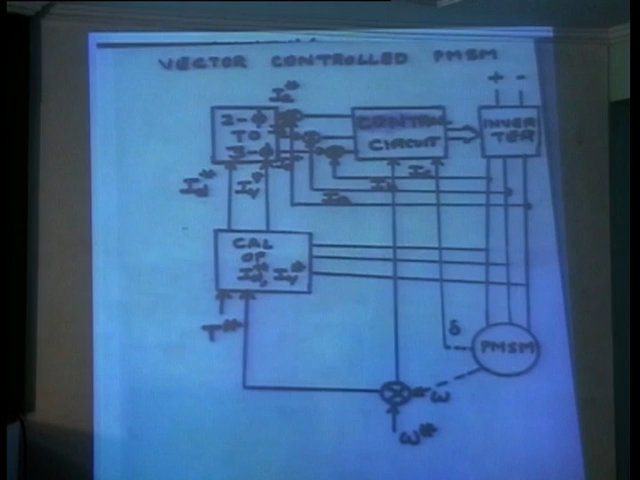 VECTOR CONTROLLED PMSM
+ -
2-Φ
TO
3-Φ
CONTROL
CIRCUIT
INVER
TER
CAL
OF
T*
δ
PMSM
ω
ω*